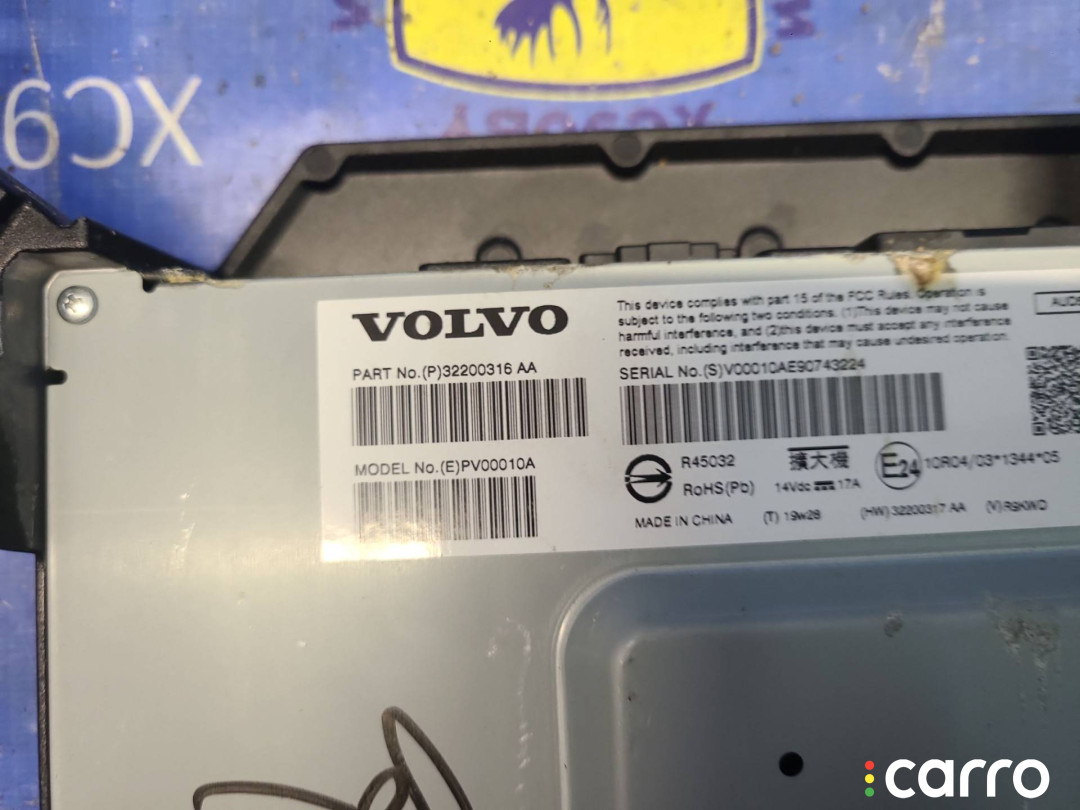 XC9
XC90BY
VOLVO
PART No.(P)32200316 AA
MODEL No.(E)PV00010A
This device complies with part 15 of the FCC Rules. Operation is
subject to the following two conditions. (1)This device may not cause
harmful interference, and (2)this device must accept any interference
received, including interference that may cause undesired operation
SERIAL No.(S)V00010AE90743224
R45032
RoHS(Pb)
擴大機
14Vdc 17A
E24
10R04/03*1344*05
MADE IN CHINA (T) 19w28 (HW) 32200317 AA (V) R9KWD
carro